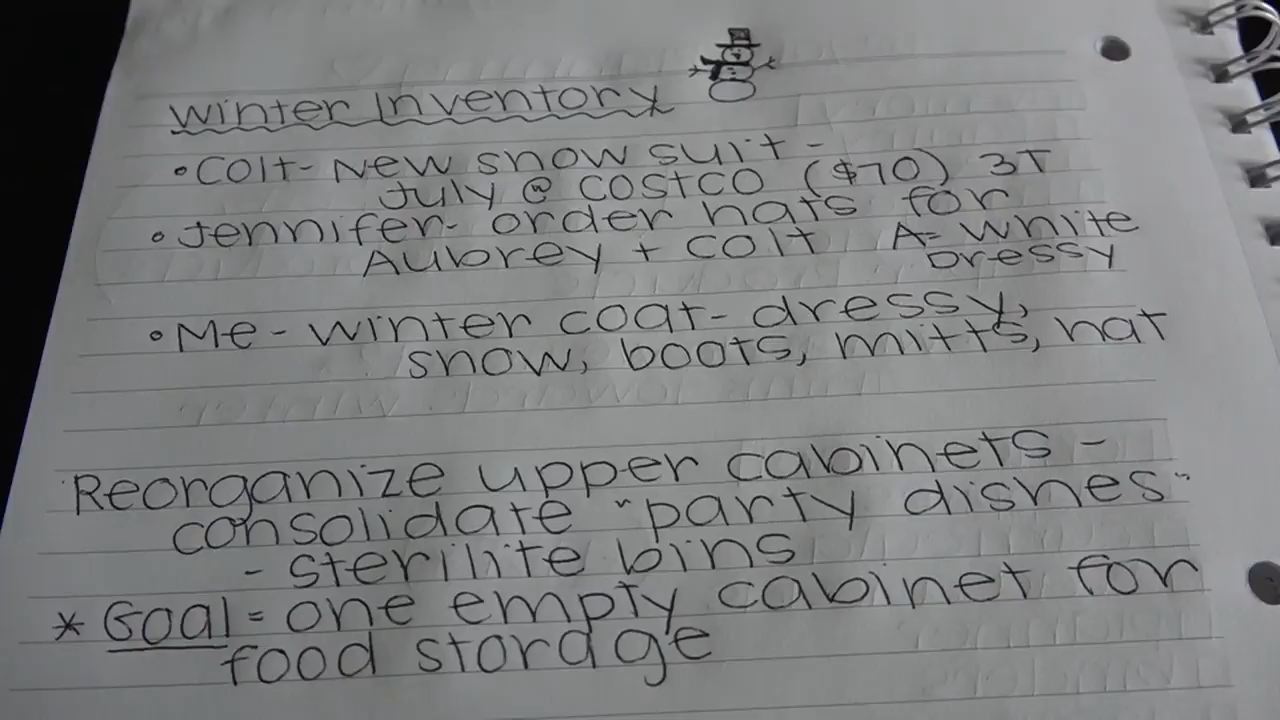 Winter Inventory
• Colt - New snow suit -
July @ Costco ($70) 3T
• Jennifer - order hats for
Aubrey + Colt A = White
Dressy
• Me - winter coat - dressy,
snow, boots, mitts, hat
Reorganize upper cabinets -
consolidate "party dishes"
- sterilite bins
* Goal = one empty cabinet for
food storage